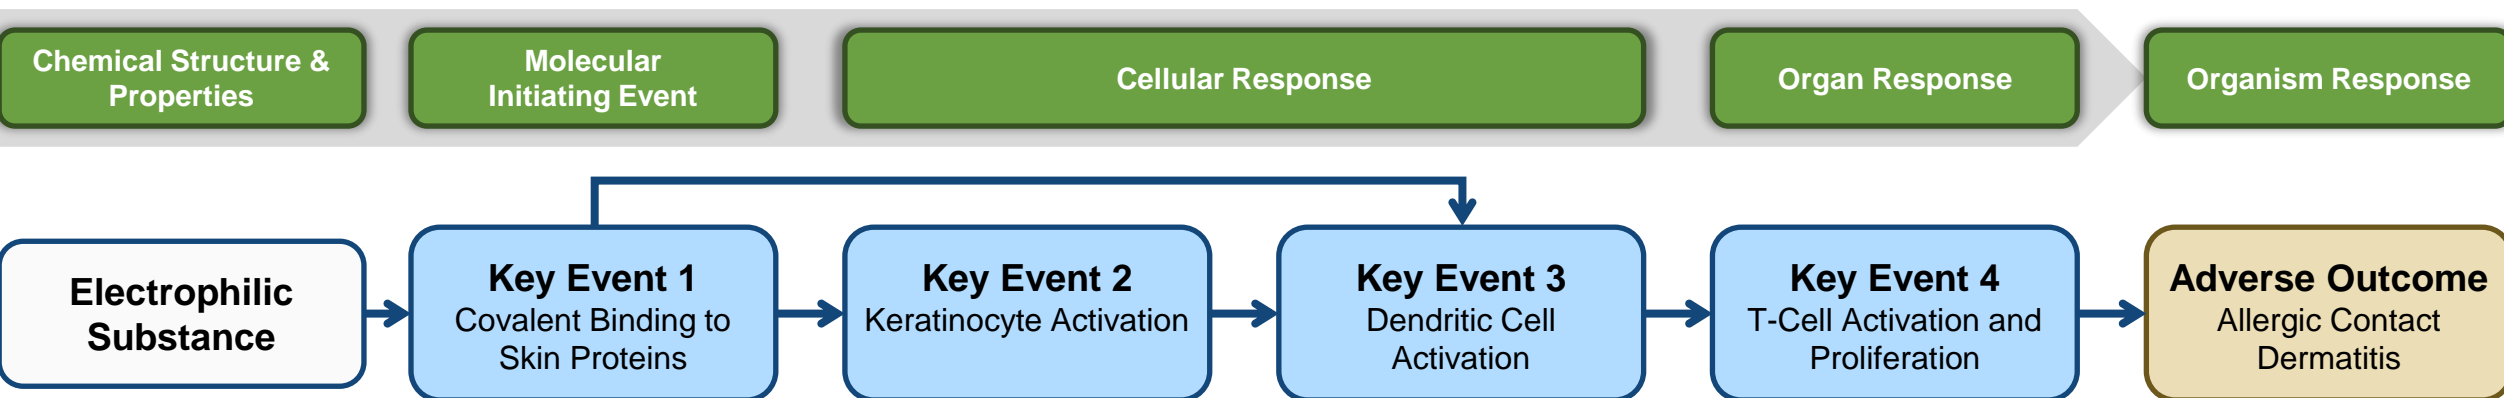 Chemical Structure &
Properties
Molecular
Initiating Event
Cellular Response
Organ Response
Organism Response
Electrophilic
Substance
Key Event 1
Covalent Binding to
Skin Proteins
Key Event 2
Keratinocyte Activation
Key Event 3
Dendritic Cell
Activation
Key Event 4
T-Cell Activation and
Proliferation
Adverse Outcome
Allergic Contact
Dermatitis